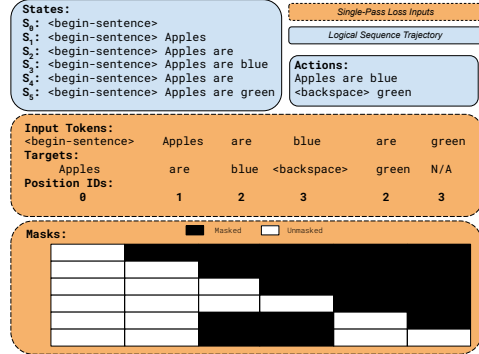 States:
S0: <begin-sentence>
S1: <begin-sentence> Apples
S2: <begin-sentence> Apples are
S3: <begin-sentence> Apples are blue
S4: <begin-sentence> Apples are
S5: <begin-sentence> Apples are green
Single-Pass Loss Inputs
Logical Sequence Trajectory
Actions:
Apples are blue
<backspace> green
Input Tokens:
<begin-sentence> Apples are blue are green
Targets:
Apples are blue <backspace> green N/A
Position IDs:
0 1 2 3 2 3
Masks:
Masked Unmasked